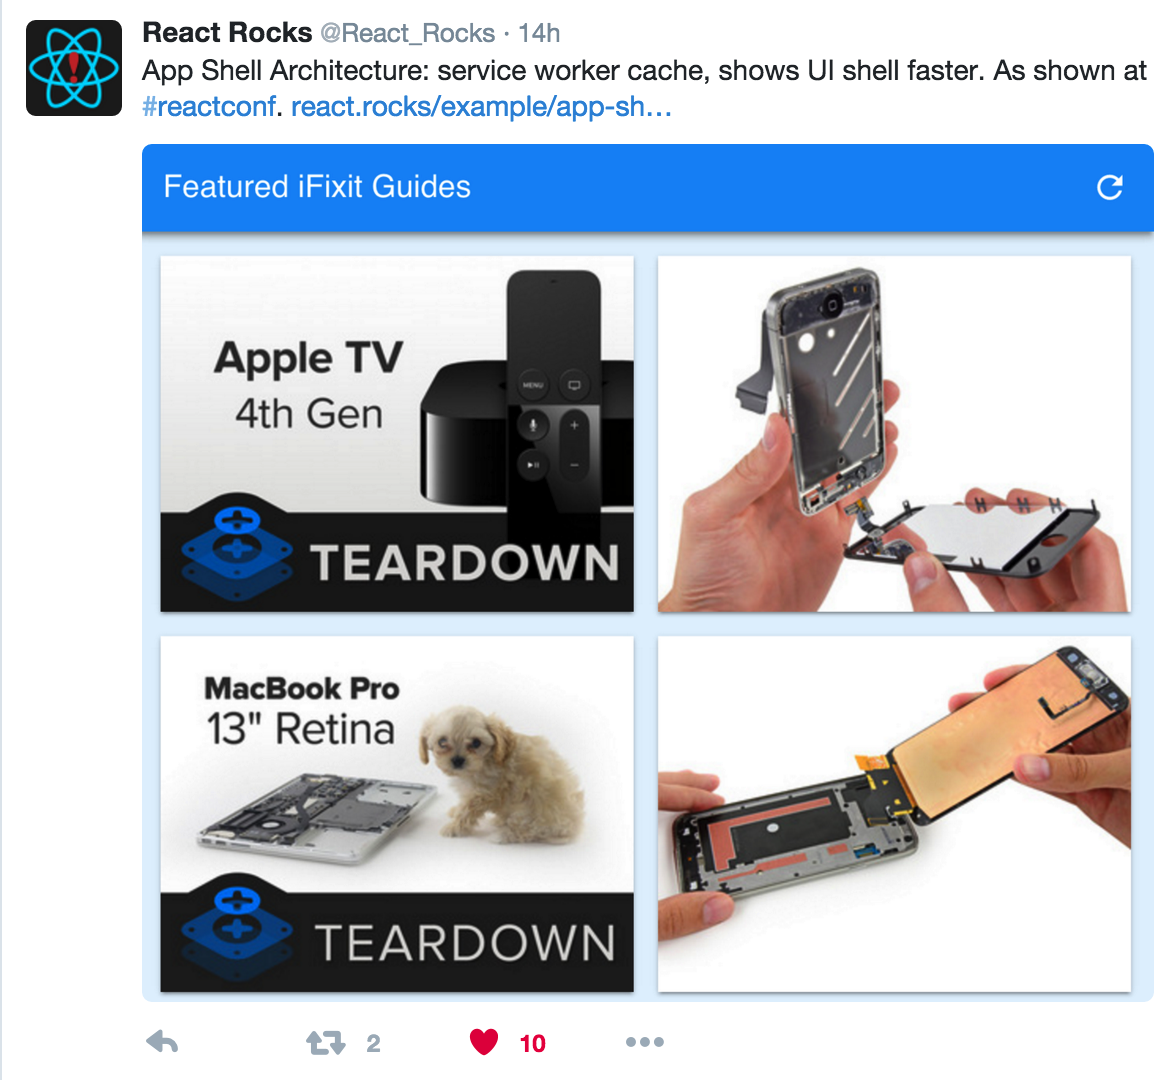 React Rocks @React_Rocks · 14h
App Shell Architecture: service worker cache, shows UI shell faster. As shown at
#reactconf. react.rocks/example/app-sh…
Featured iFixit Guides
Apple TV
4th Gen
MENU
TEARDOWN
MacBook Pro
13" Retina
TEARDOWN
2
10